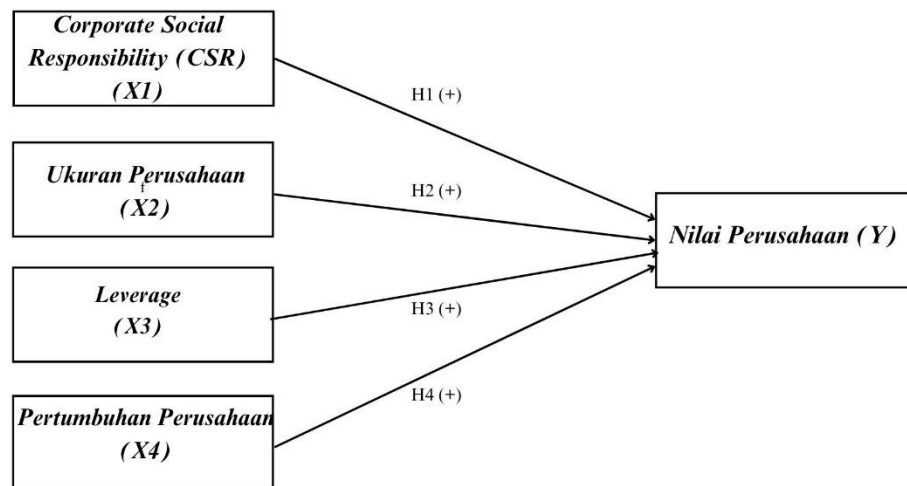 Corporate Social
Responsibility (CSR)
(X1)
H1 (+)
Ukuran Perusahaan
(X2)
H2 (+)
Nilai Perusahaan (Y)
Leverage
(X3)
H3 (+)
Pertumbuhan Perusahaan
(X4)
H4 (+)